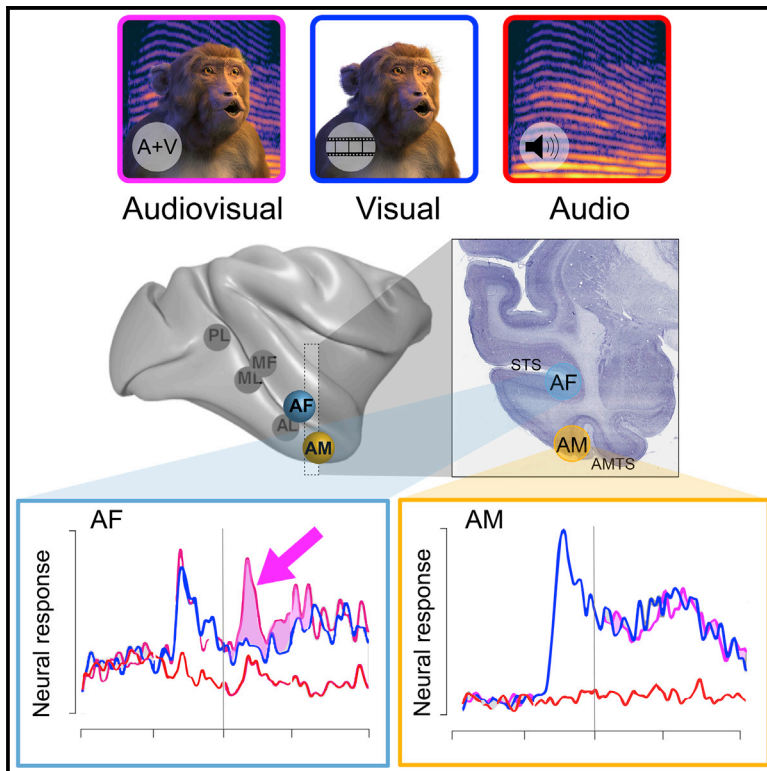 A+V
Audiovisual
Visual
Audio
PL
MF
ML
AF
AL
AM
STS
AF
AM
AMTS
AF
Neural response
AM
Neural response